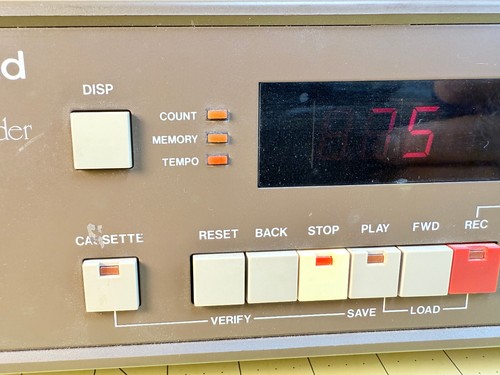 d
DISP
der
COUNT
MEMORY
TEMPO
75
CASSETTE
RESET BACK STOP PLAY FWD REC
VERIFY SAVE LOAD